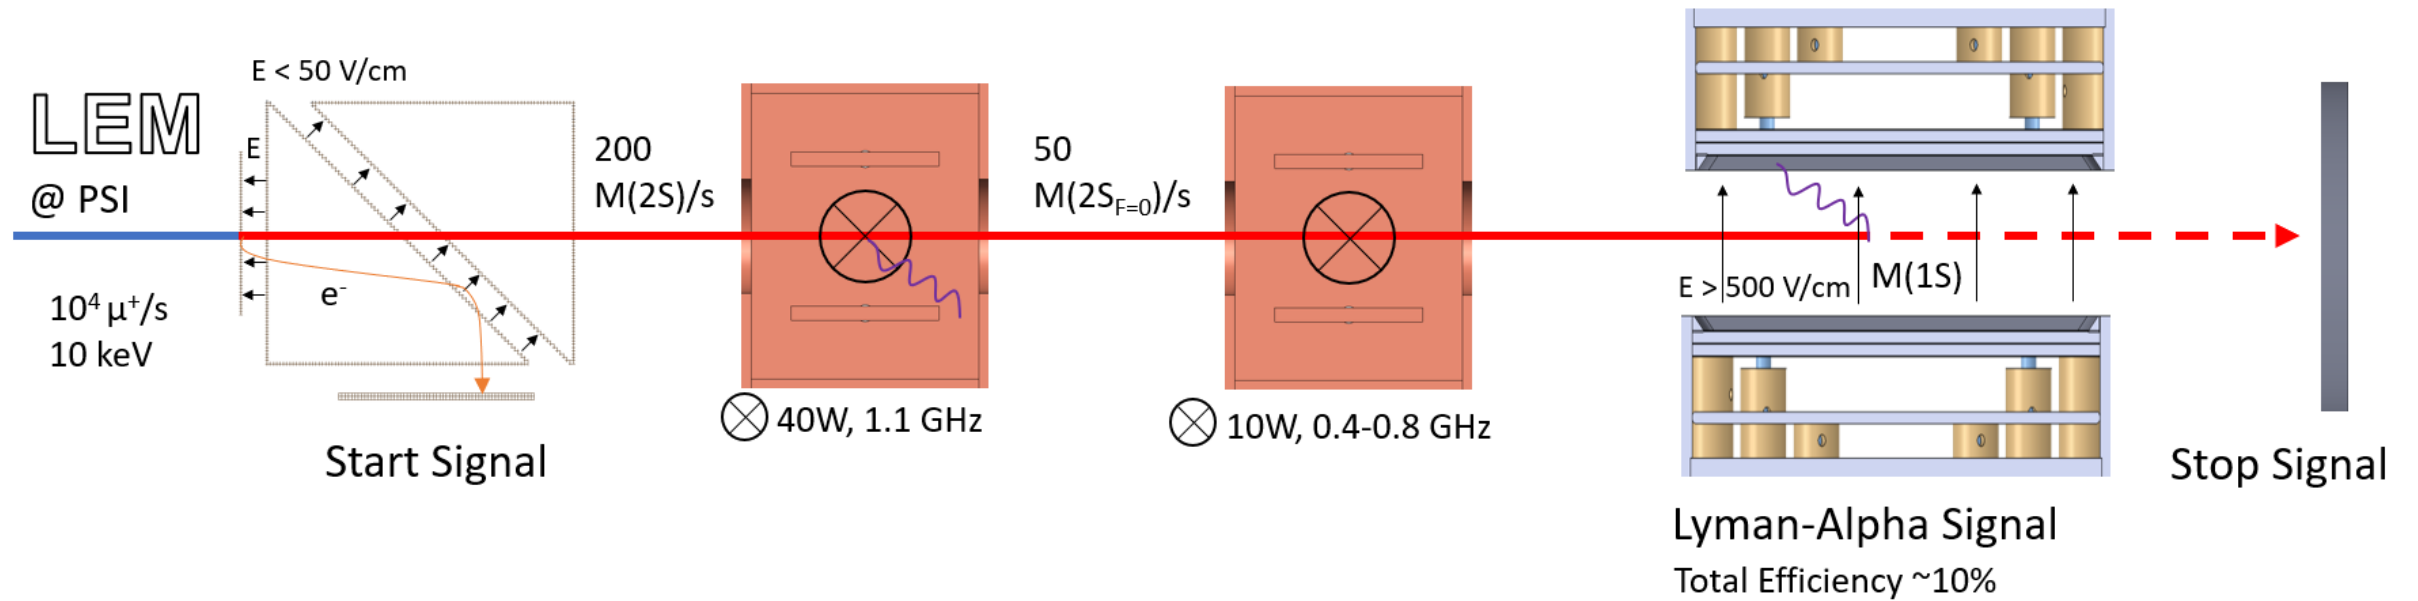 LEM
@ PSI
10⁴ μ⁺/s
10 keV
E < 50 V/cm
E
e⁻
Start Signal
200
M(2S)/s
40W, 1.1 GHz
50
M(2S_F=0)/s
10W, 0.4-0.8 GHz
E > 500 V/cm
M(1S)
Lyman-Alpha Signal
Total Efficiency ~10%
Stop Signal